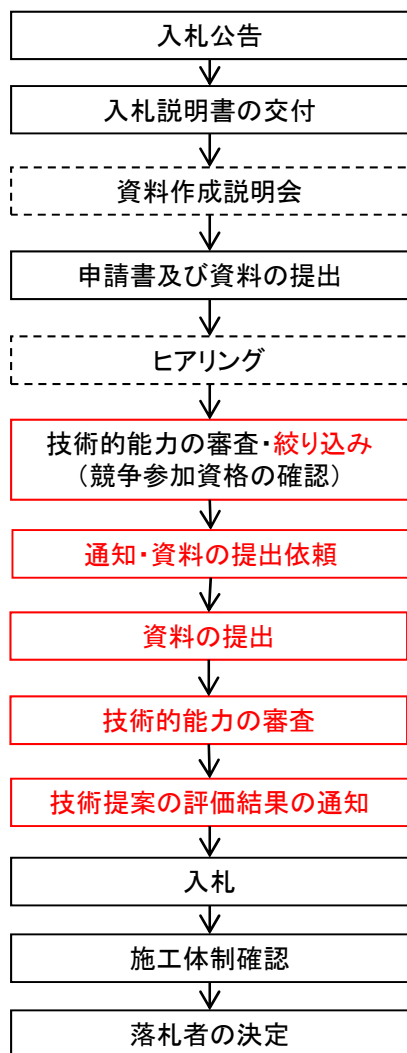 入札公告
入札説明書の交付
資料作成説明会
申請書及び資料の提出
ヒアリング
技術的能力の審査・絞り込み
（競争参加資格の確認）
通知・資料の提出依頼
資料の提出
技術的能力の審査
技術提案の評価結果の通知
入札
施工体制確認
落札者の決定